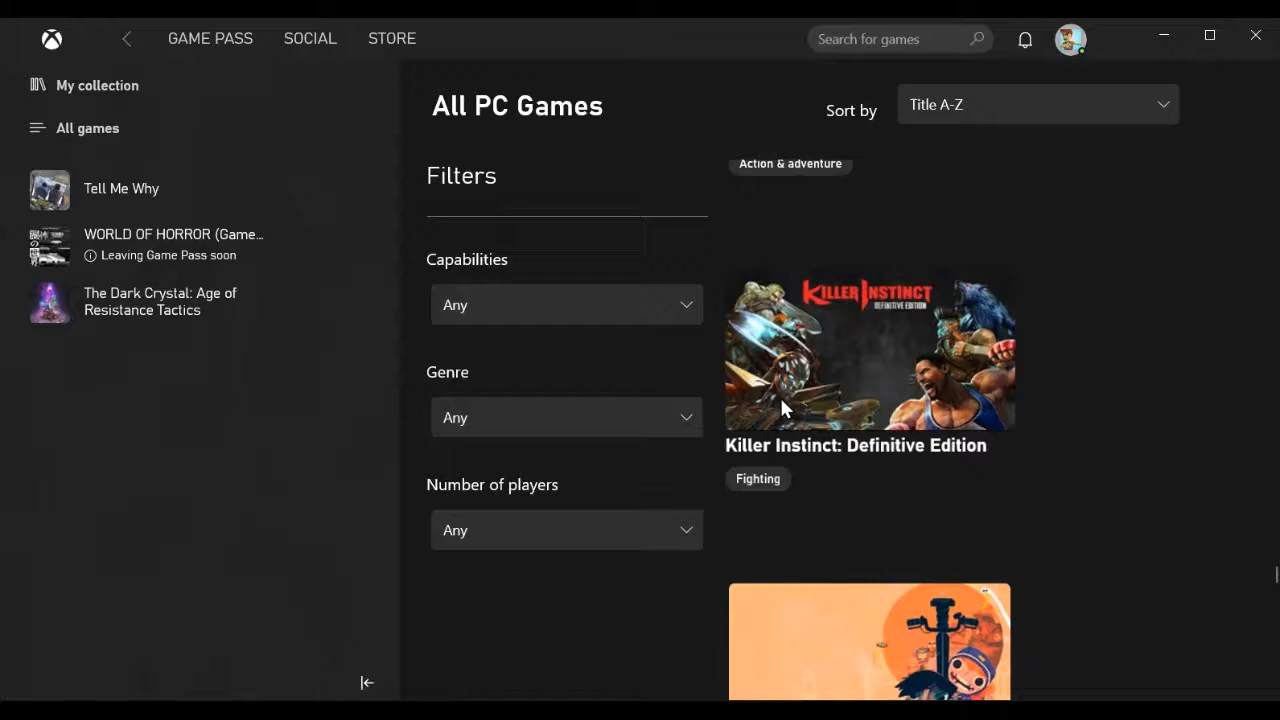 GAME PASS
SOCIAL
STORE
Search for games
My collection
All games
Tell Me Why
WORLD OF HORROR (Game...
Leaving Game Pass soon
The Dark Crystal: Age of
Resistance Tactics
All PC Games
Sort by
Title A-Z
Filters
Capabilities
Any
Genre
Any
Number of players
Any
Action & adventure
KILLER INSTINCT
DEFINITIVE EDITION
Killer Instinct: Definitive Edition
Fighting